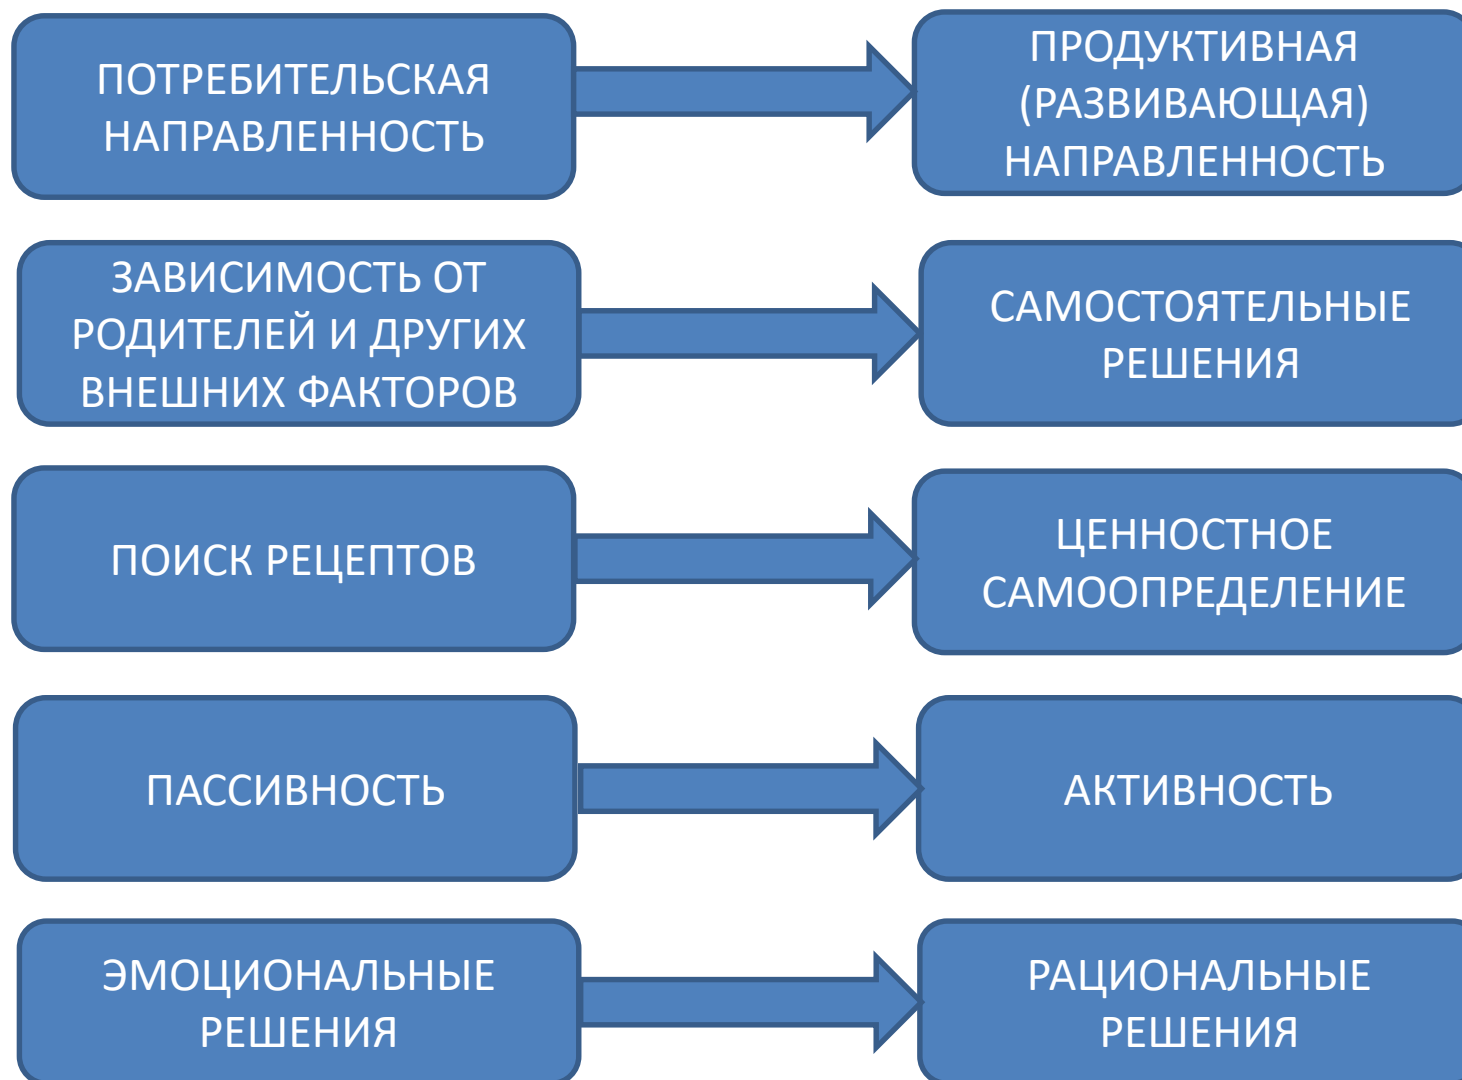 ПОТРЕБИТЕЛЬСКАЯ
НАПРАВЛЕННОСТЬ
ПРОДУКТИВНАЯ
(РАЗВИВАЮЩАЯ)
НАПРАВЛЕННОСТЬ
ЗАВИСИМОСТЬ ОТ
РОДИТЕЛЕЙ И ДРУГИХ
ВНЕШНИХ ФАКТОРОВ
САМОСТОЯТЕЛЬНЫЕ
РЕШЕНИЯ
ПОИСК РЕЦЕПТОВ
ЦЕННОСТНОЕ
САМООПРЕДЕЛЕНИЕ
ПАССИВНОСТЬ
АКТИВНОСТЬ
ЭМОЦИОНАЛЬНЫЕ
РЕШЕНИЯ
РАЦИОНАЛЬНЫЕ
РЕШЕНИЯ